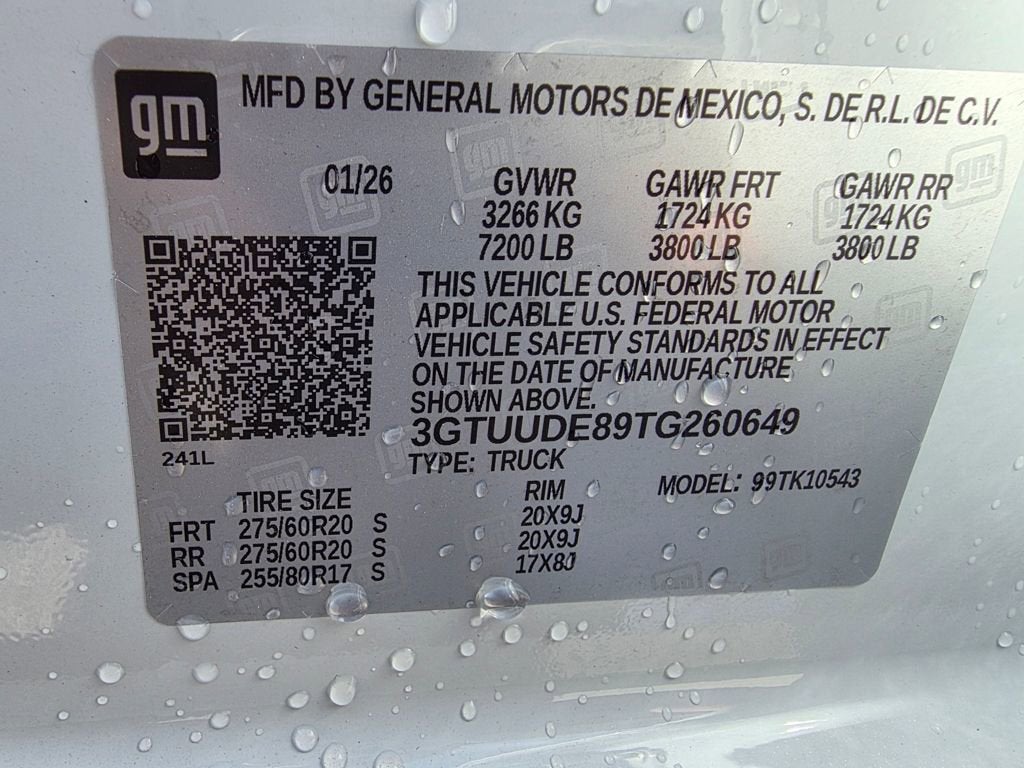 gm MFD BY GENERAL MOTORS DE MEXICO, S. DE R.L. DE C.V.
01/26 GVWR GAWR FRT GAWR RR
3266 KG 1724 KG 1724 KG
7200 LB 3800 LB 3800 LB
THIS VEHICLE CONFORMS TO ALL
APPLICABLE U.S. FEDERAL MOTOR
VEHICLE SAFETY STANDARDS IN EFFECT
ON THE DATE OF MANUFACTURE
SHOWN ABOVE.
3GTUUDE89TG260649
241L TYPE: TRUCK
TIRE SIZE RIM MODEL: 99TK10543
FRT 275/60R20 S 20X9J
RR 275/60R20 S 20X9J
SPA 255/80R17 S 17X8J